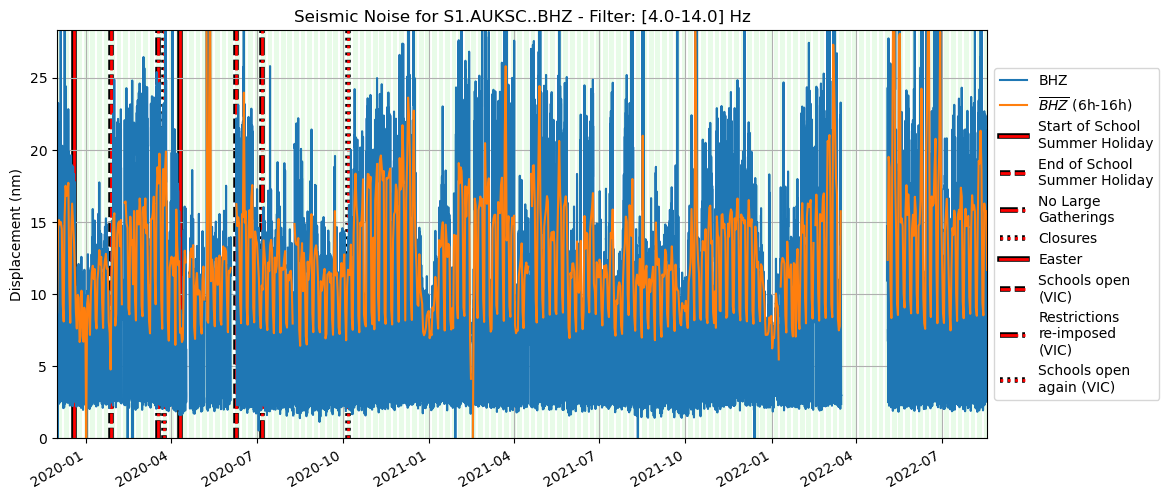 Seismic Noise for S1.AUKSC..BHZ - Filter: [4.0-14.0] Hz
Displacement (nm)
25
20
15
10
5
0
2020-01
2020-04
2020-07
2020-10
2021-01
2021-04
2021-07
2021-10
2022-01
2022-04
2022-07
BHZ
BHZ (6h-16h)
Start of School
Summer Holiday
End of School
Summer Holiday
No Large
Gatherings
Closures
Easter
Schools open
(VIC)
Restrictions
re-imposed
(VIC)
Schools open
again (VIC)